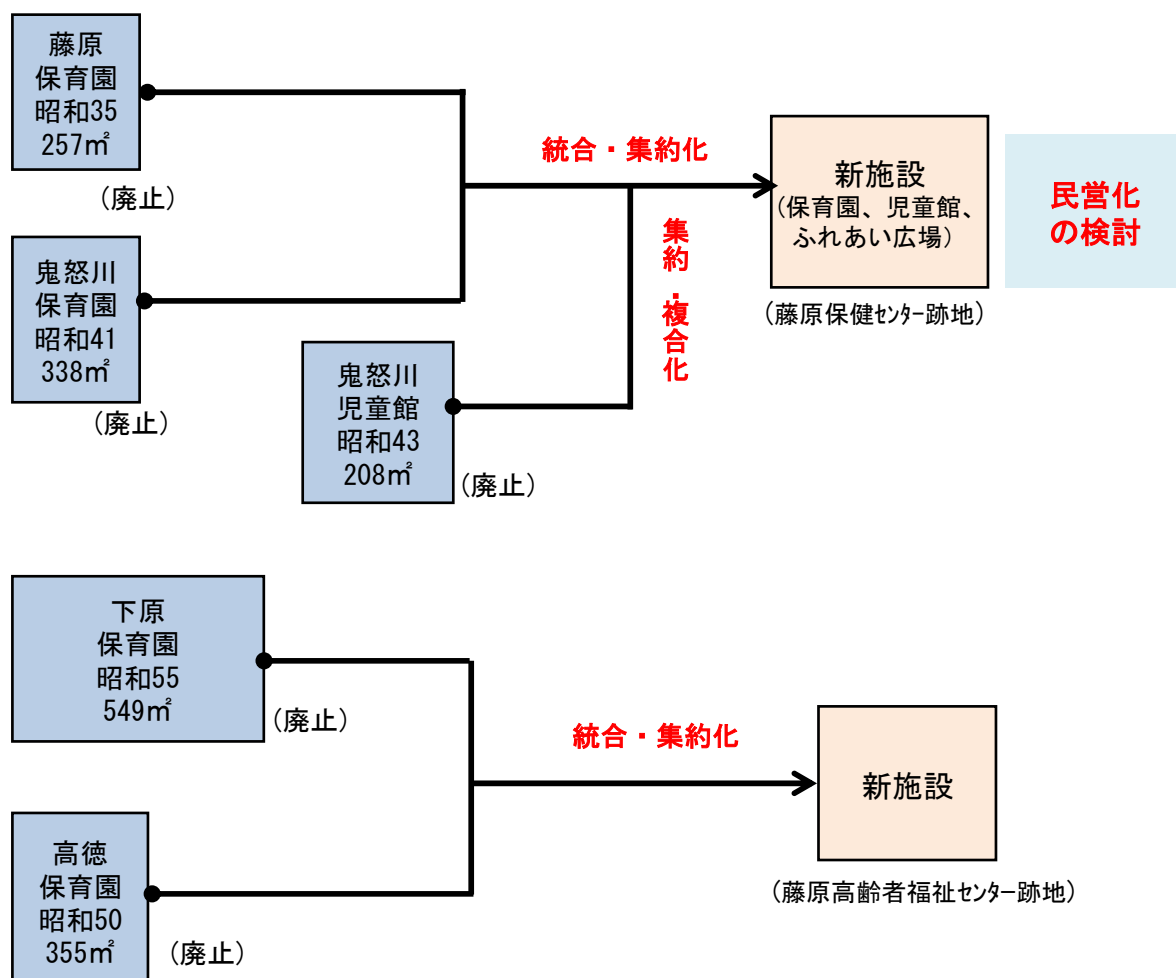 藤原
保育園
昭和35
257㎡
(廃止)
鬼怒川
保育園
昭和41
338㎡
(廃止)
鬼怒川
児童館
昭和43
208㎡
(廃止)
統合・集約化
集約・複合化
新施設
(保育園、児童館、
ふれあい広場)
(藤原保健ｾﾝﾀｰ跡地)
民営化
の検討
下原
保育園
昭和55
549㎡
(廃止)
高徳
保育園
昭和50
355㎡
(廃止)
統合・集約化
新施設
(藤原高齢者福祉ｾﾝﾀｰ跡地)